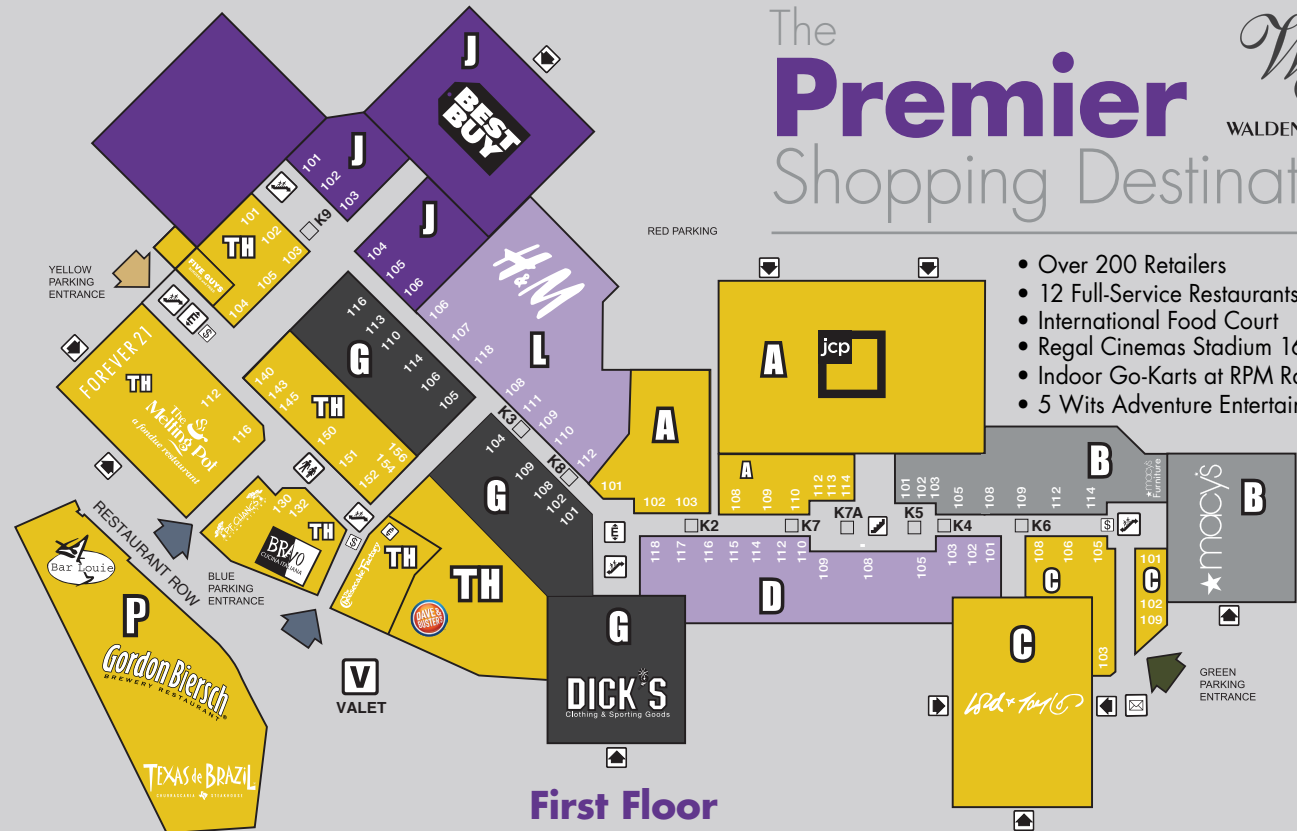 The
Premier
Shopping Destinat
WALDEN
• Over 200 Retailers
• 12 Full-Service Restaurants
• International Food Court
• Regal Cinemas Stadium 16
• Indoor Go-Karts at RPM Ra
• 5 Wits Adventure Entertain
RED PARKING
J
BEST
BUY
J
101
102
103
K9
J
104
105
106
TH
101
102
103
105
104
FIVE GUYS
YELLOW
PARKING
ENTRANCE
FOREVER 21
TH
The
Melting Pot
a fondue restaurant
112
116
H&M
L
106
107
118
108
111
109
110
112
K3
K8
G
116
113
110
114
106
105
TH
140
143
145
150
151
152
154
156
G
104
109
108
102
101
P.F. CHANG'S
130
132
TH
BRAVO
CUCINA ITALIANA
The Cheesecake Factory
TH
TH
DAVE &
BUSTER'S
RESTAURANT ROW
BLUE
PARKING
ENTRANCE
V
VALET
Bar Louie
P
Gordon Biersch
BREWERY RESTAURANT
TEXAS de BRAZIL
CHURRASCARIA STEAKHOUSE
G
DICK'S
Clothing & Sporting Goods
A
jcp
A
101
102
103
A
108
109
110
112
113
114
K2
K7
K7A
K5
K4
K6
B
101
102
103
105
108
109
112
114
macy's
Furniture
B
macy's
D
118
117
116
115
114
112
110
109
108
105
103
102
101
C
108
106
105
103
C
101
102
109
C
Lord + Taylor
GREEN
PARKING
ENTRANCE
$
$
$
First Floor